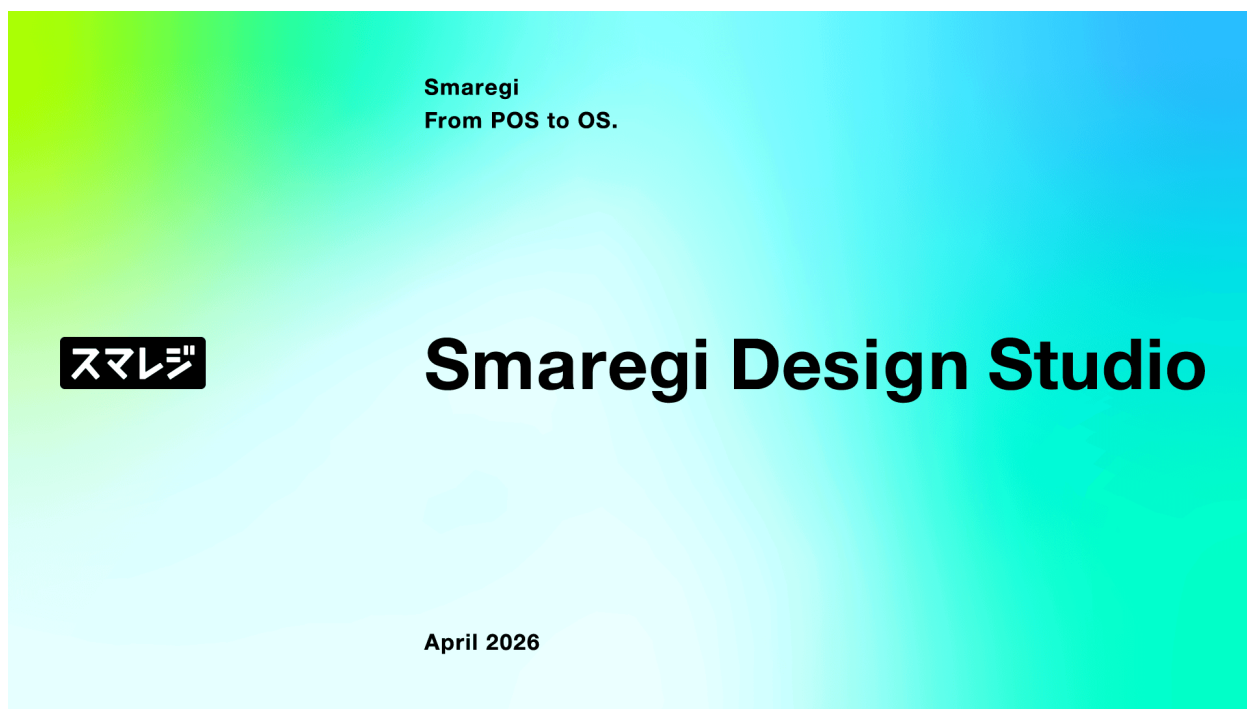 Smaregi
From POS to OS.
スマレジ
Smaregi Design Studio
April 2026